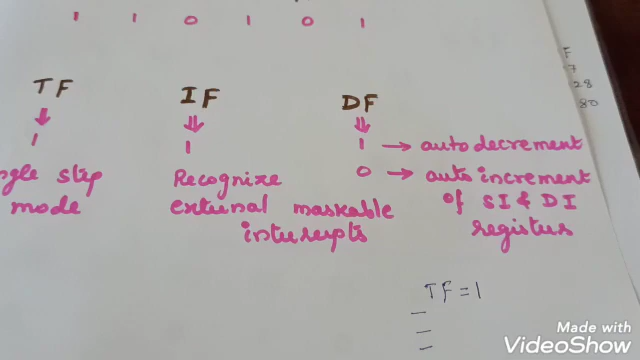 1 1 0 1 0 1
TF IF DF
1 1 1 → auto decrement
0 → auto increment
of SI & DI
registers
step
mode
Recognize
external maskable
interrupts
TF=1
28
80
Made with
VideoShow